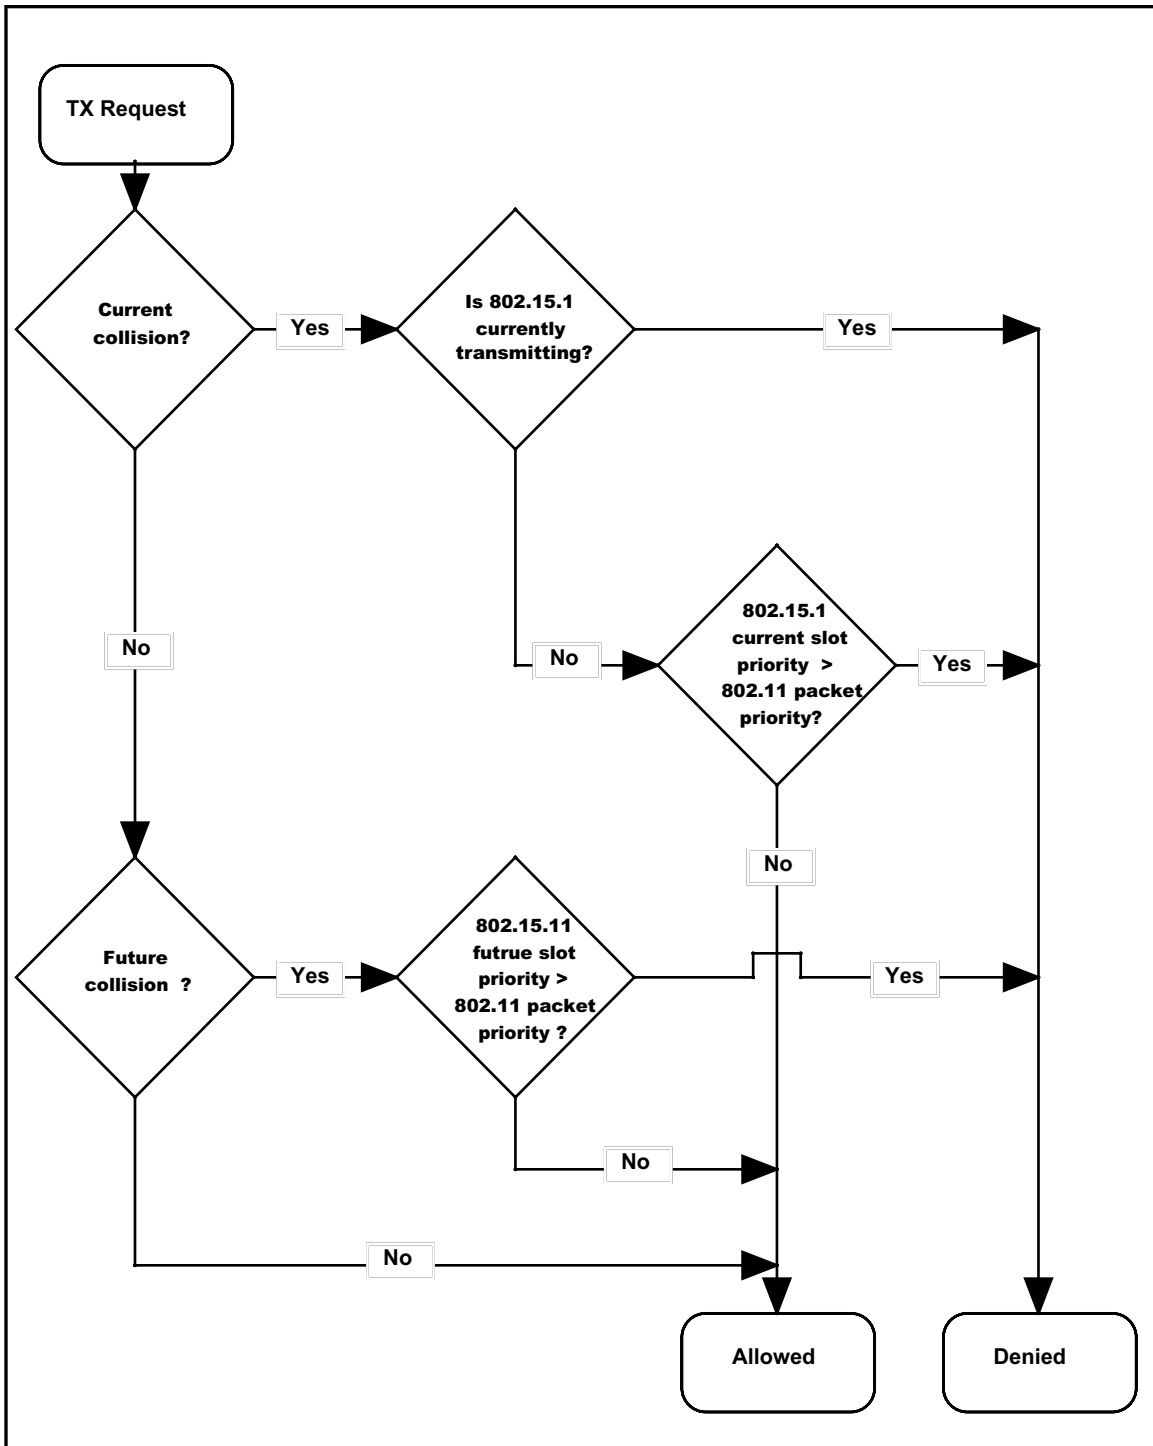 TX Request
Current
collision?
Yes
Is 802.15.1
currently
transmitting?
Yes
No
No
802.15.1
current slot
priority >
802.11 packet
priority?
Yes
No
Future
collision ?
Yes
802.15.11
futrue slot
priority >
802.11 packet
priority ?
Yes
No
No
Allowed
Denied